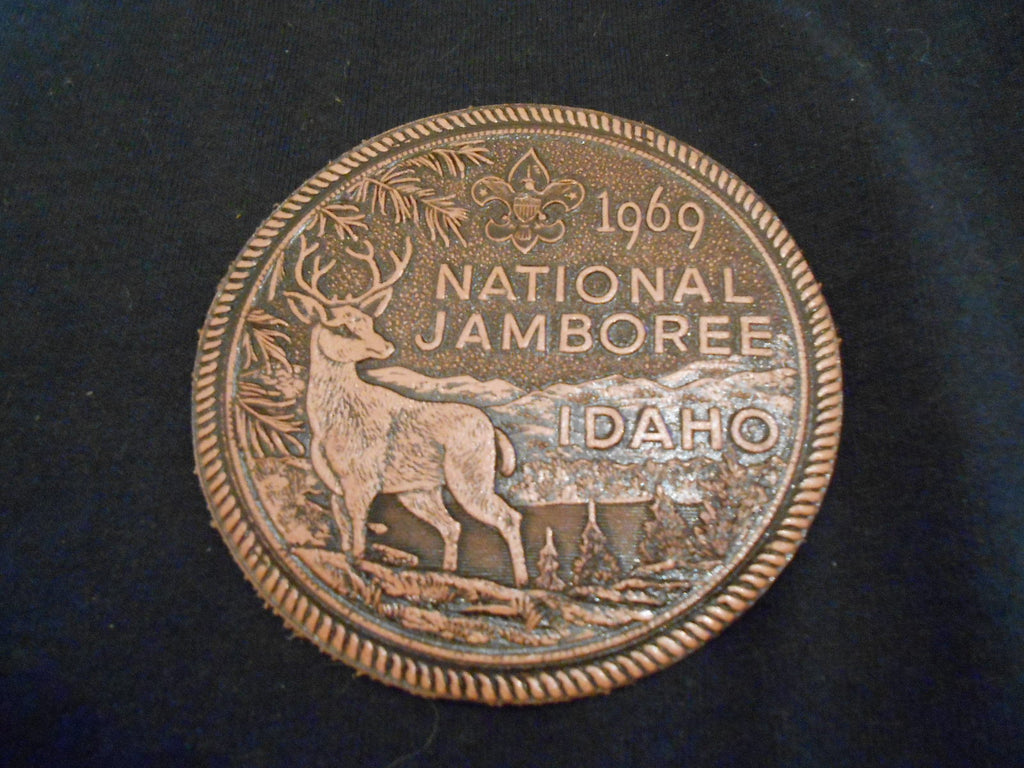 1969
NATIONAL
JAMBOREE
IDAHO